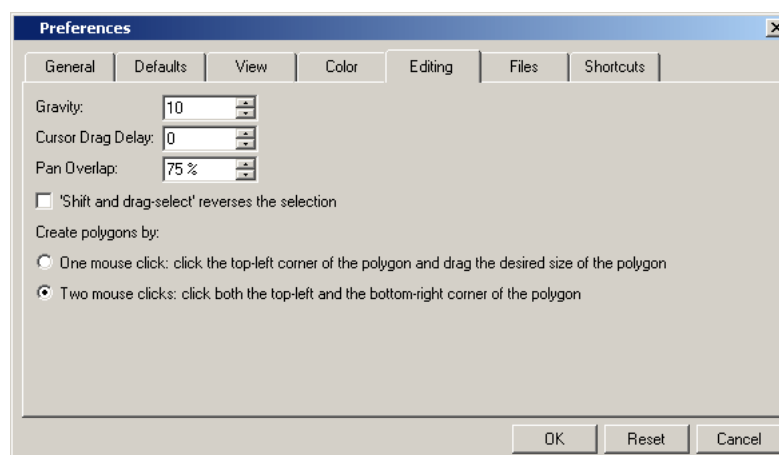 Preferences
General Defaults View Color Editing Files Shortcuts
Gravity: 10
Cursor Drag Delay: 0
Pan Overlap: 75 %
'Shift and drag-select' reverses the selection
Create polygons by:
One mouse click: click the top-left corner of the polygon and drag the desired size of the polygon
Two mouse clicks: click both the top-left and the bottom-right corner of the polygon
OK Reset Cancel